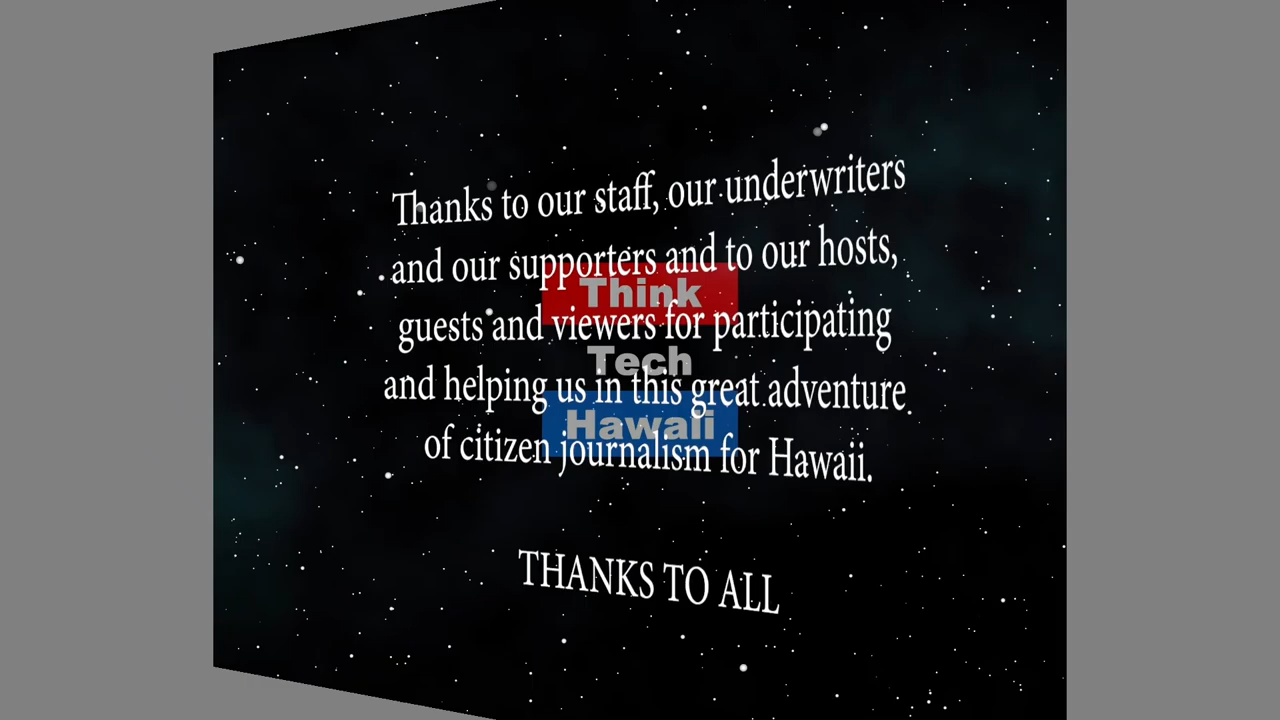 Thanks to our staff, our underwriters
and our supporters and to our hosts,
Think
guests and viewers for participating
Tech
and helping us in this great adventure
Hawaii
of citizen journalism for Hawaii.
THANKS TO ALL